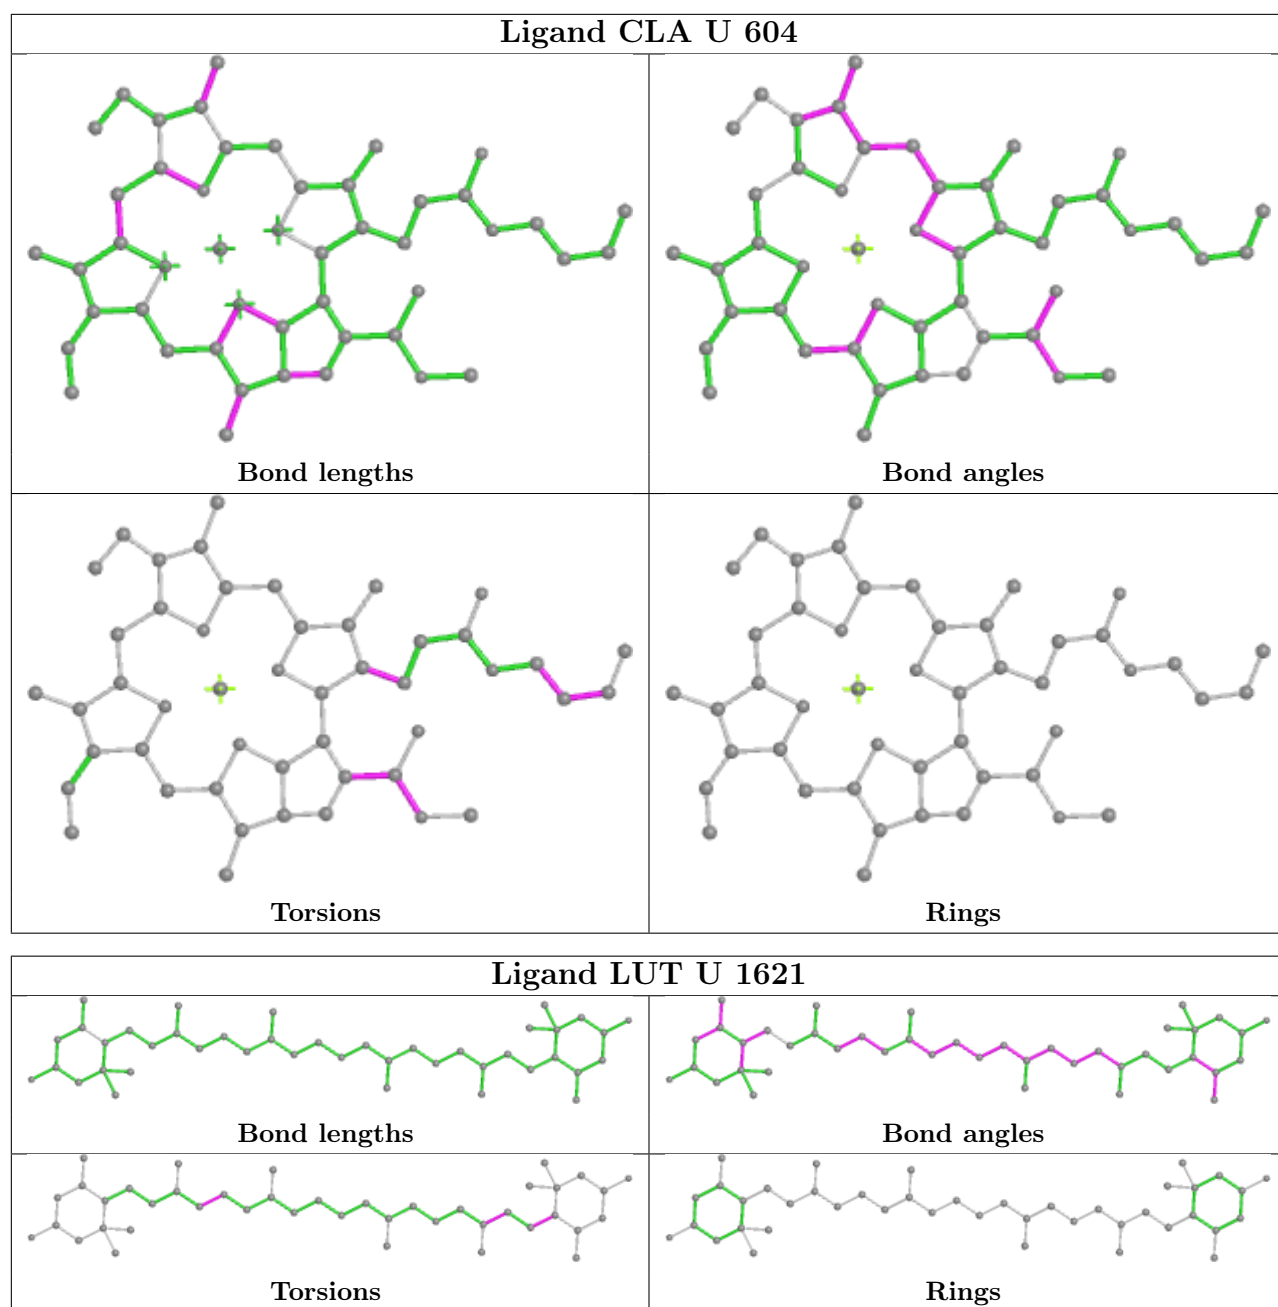 Ligand CLA U 604
Bond lengths
Bond angles
Torsions
Rings
Ligand LUT U 1621
Bond lengths
Bond angles
Torsions
Rings